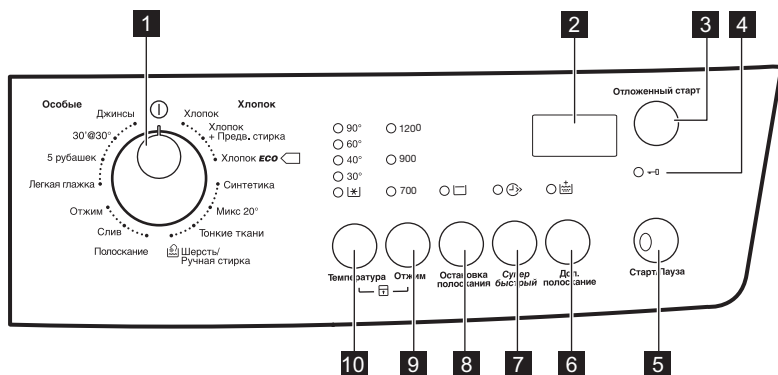 1
2
3
4
Особые
Хлопок
Отложенный старт
Джинсы
Хлопок
30'@30°
Хлопок
+ Предв. стирка
5 рубашек
Хлопок ECO
Легкая глажка
Синтетика
Отжим
Микс 20°
Слив
Тонкие ткани
Полоскание
Шерсть/
Ручная стирка
90°
1200
60°
40°
900
30°
700
Температура
Отжим
Остановка
полоскания
Супер
быстрый
Доп.
полоскание
Старт/Пауза
10
9
8
7
6
5